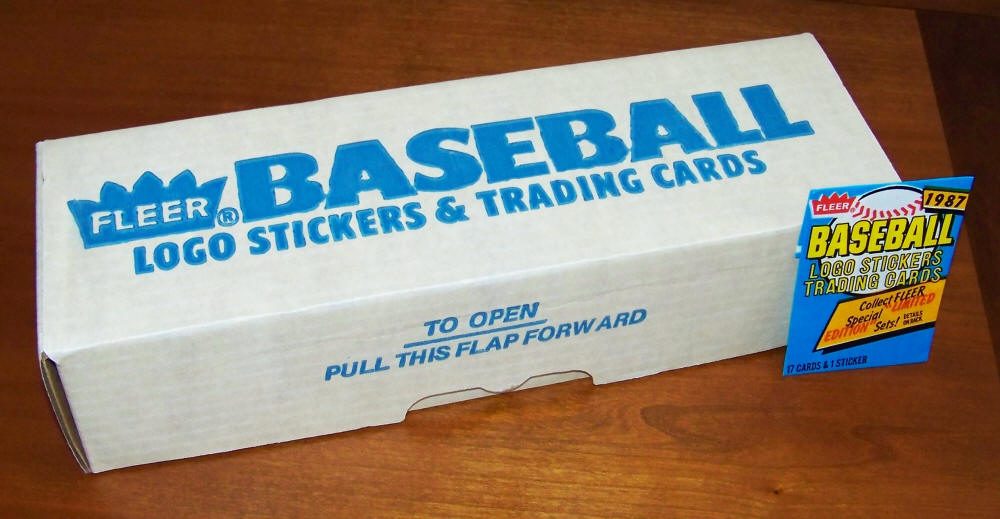 FLEER® BASEBALL
LOGO STICKERS & TRADING CARDS
TO OPEN
PULL THIS FLAP FORWARD
FLEER
1987
BASEBALL
LOGO STICKERS
TRADING CARDS
Collect FLEER
Special "LIMITED
EDITION" Sets!
DETAILS
ON BACK
17 CARDS & 1 STICKER